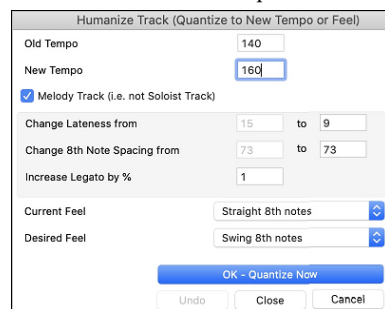 Humanize Track (Quantize to New Tempo or Feel)
Old Tempo 140
New Tempo 160
Melody Track (i.e. not Soloist Track)
Change Lateness from 15 to 9
Change 8th Note Spacing from 73 to 73
Increase Legato by % 1
Current Feel Straight 8th notes
Desired Feel Swing 8th notes
OK - Quantize Now
Undo Close Cancel